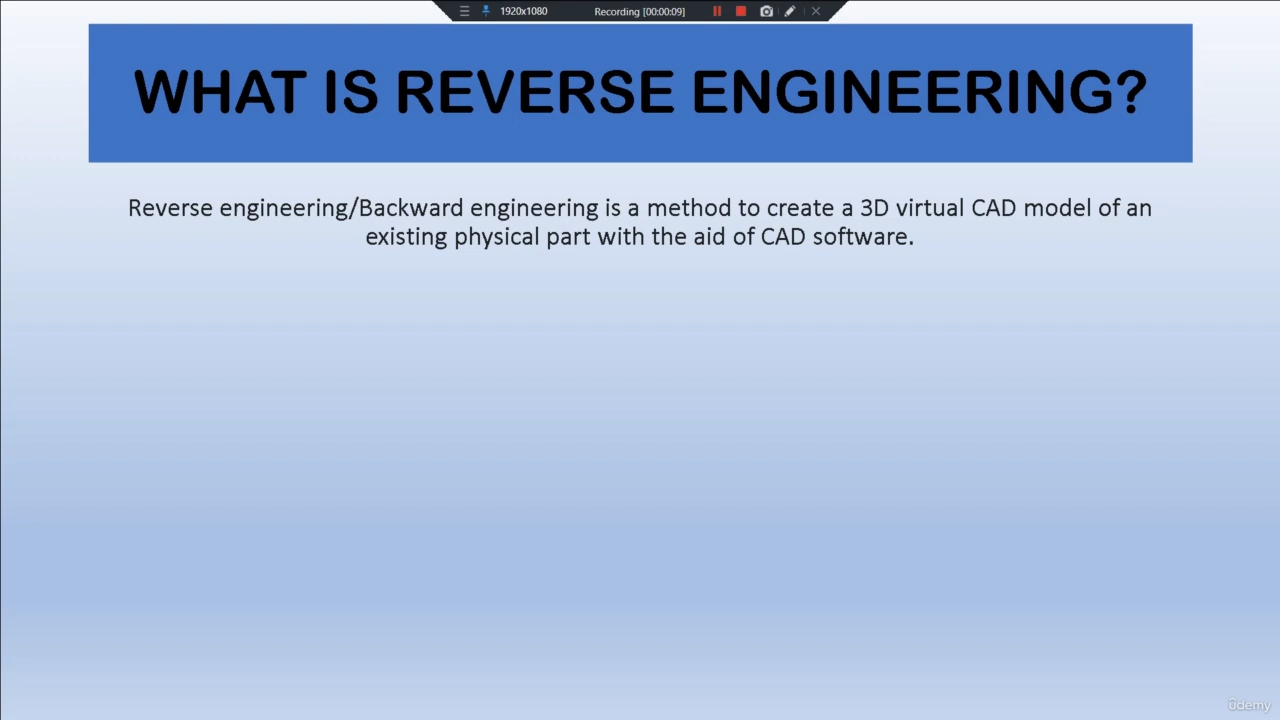 1920x1080 Recording [00:00:09]
WHAT IS REVERSE ENGINEERING?
Reverse engineering/Backward engineering is a method to create a 3D virtual CAD model of an
existing physical part with the aid of CAD software.
ûdemy